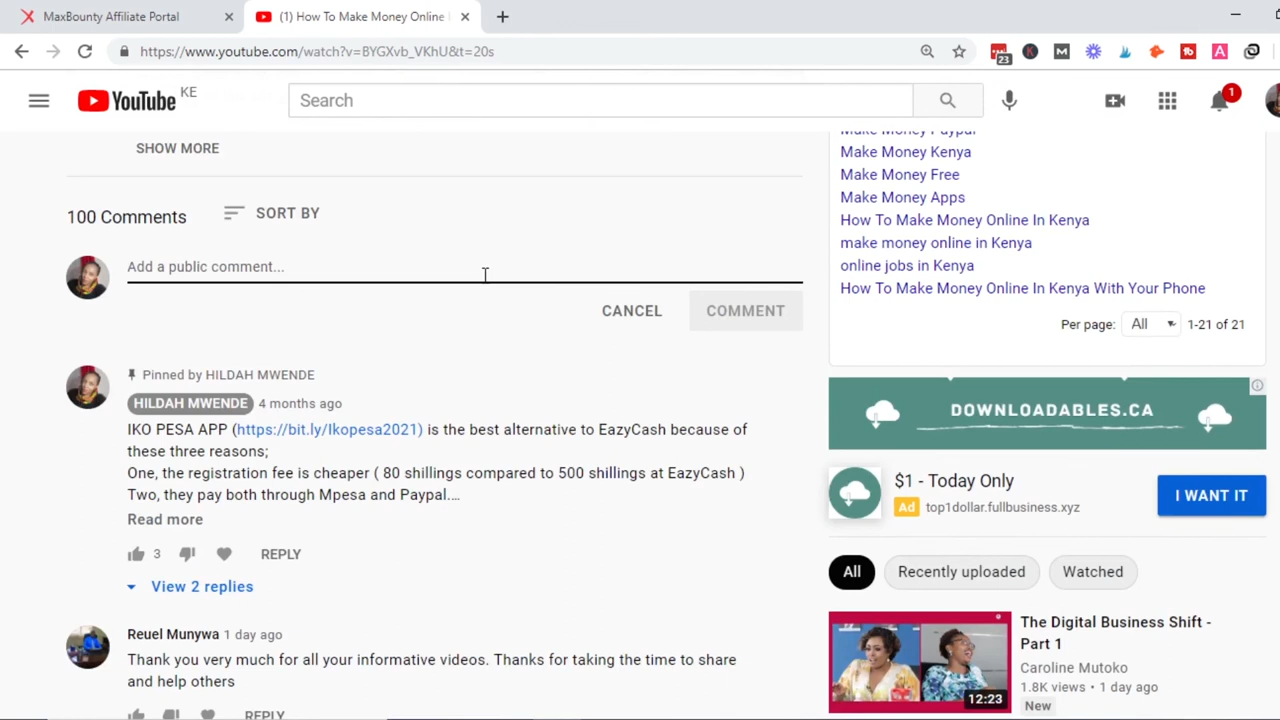 MaxBounty Affiliate Portal
(1) How To Make Money Online
https://www.youtube.com/watch?v=BYGXvb_VKhU&t=20s
23
YouTube KE
Search
1
SHOW MORE
100 Comments
SORT BY
Add a public comment...
CANCEL
COMMENT
Pinned by HILDAH MWENDE
HILDAH MWENDE 4 months ago
IKO PESA APP (https://bit.ly/Ikopesa2021) is the best alternative to EazyCash because of
these three reasons;
One, the registration fee is cheaper ( 80 shillings compared to 500 shillings at EazyCash )
Two, they pay both through Mpesa and Paypal....
Read more
3
REPLY
View 2 replies
Reuel Munywa 1 day ago
Thank you very much for all your informative videos. Thanks for taking the time to share
and help others
REPLY
Make Money Paypal
Make Money Kenya
Make Money Free
Make Money Apps
How To Make Money Online In Kenya
make money online in Kenya
online jobs in Kenya
How To Make Money Online In Kenya With Your Phone
Per page: All 1-21 of 21
DOWNLOADABLES.CA
$1 - Today Only
Ad top1dollar.fullbusiness.xyz
I WANT IT
All
Recently uploaded
Watched
The Digital Business Shift -
Part 1
Caroline Mutoko
1.8K views • 1 day ago
New
12:23